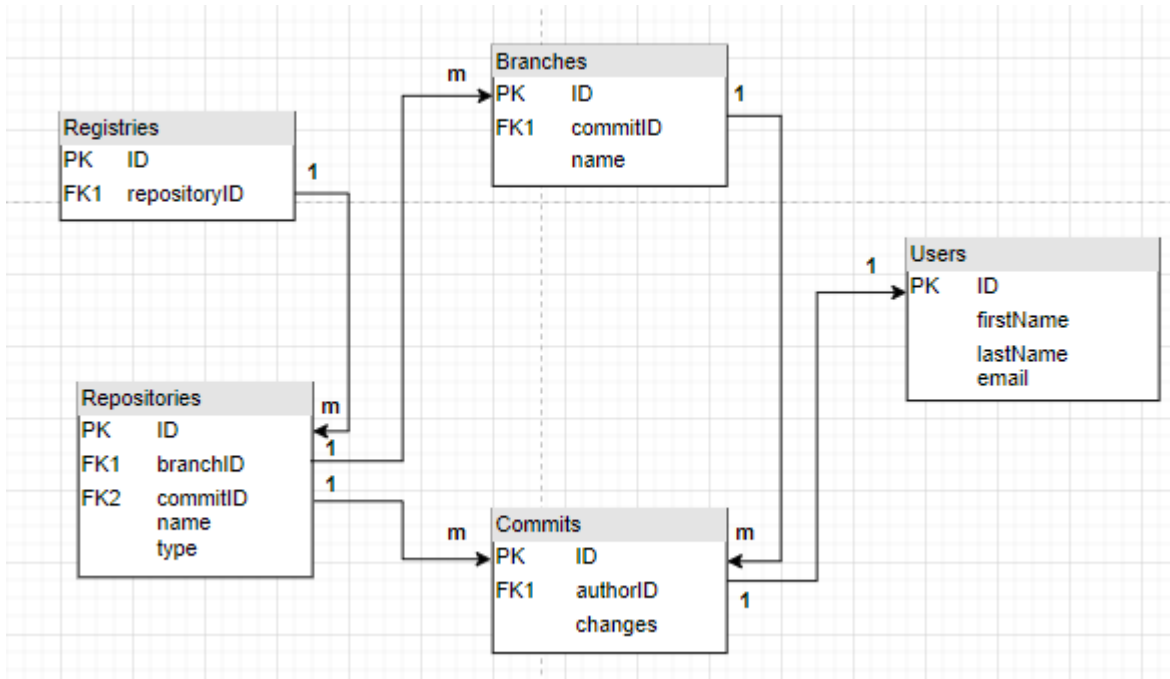 Registries
PK ID
FK1 repositoryID
1
m
Branches
PK ID
FK1 commitID
name
1
Users
PK ID
firstName
lastName
email
1
Repositories
PK ID
FK1 branchID
FK2 commitID
name
type
m
1
1
m
Commits
PK ID
FK1 authorID
changes
m
1